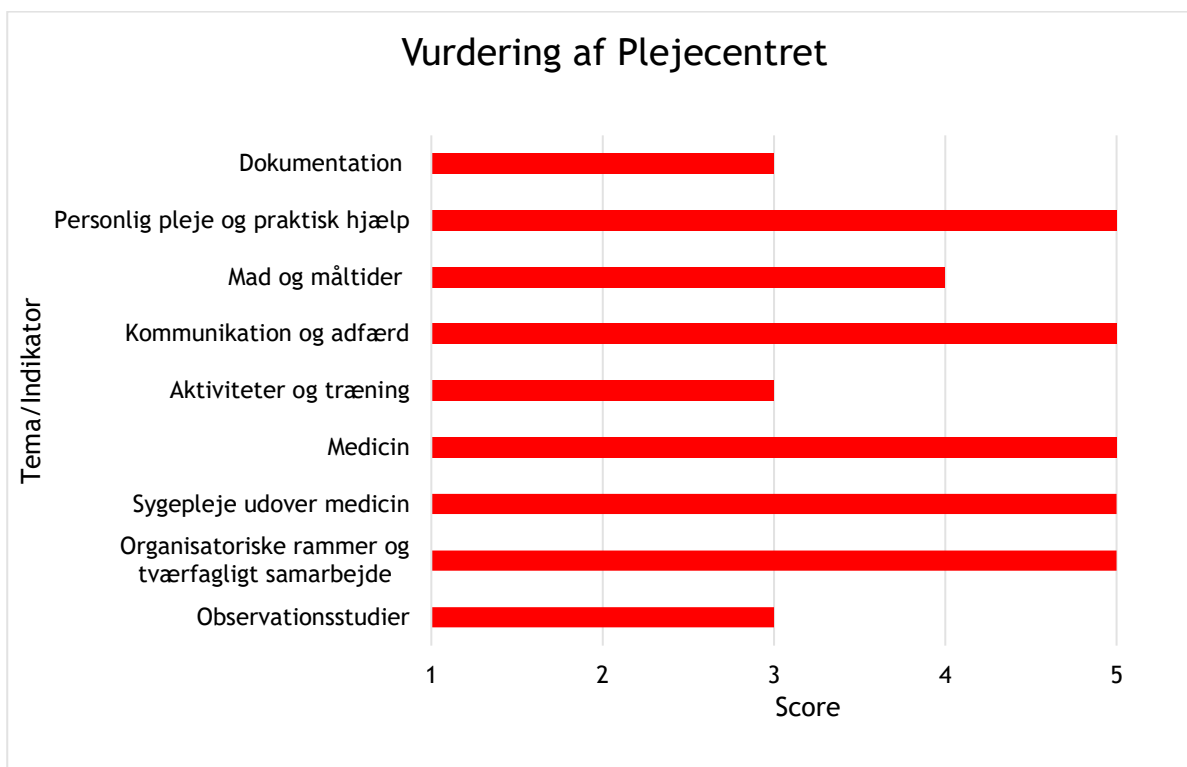 Vurdering af Plejecentret
Tema/Indikator
Dokumentation
Personlig pleje og praktisk hjælp
Mad og måltider
Kommunikation og adfærd
Aktiviteter og træning
Medicin
Sygepleje udover medicin
Organisatoriske rammer og
tværfagligt samarbejde
Observationsstudier
1 2 3 4 5
Score